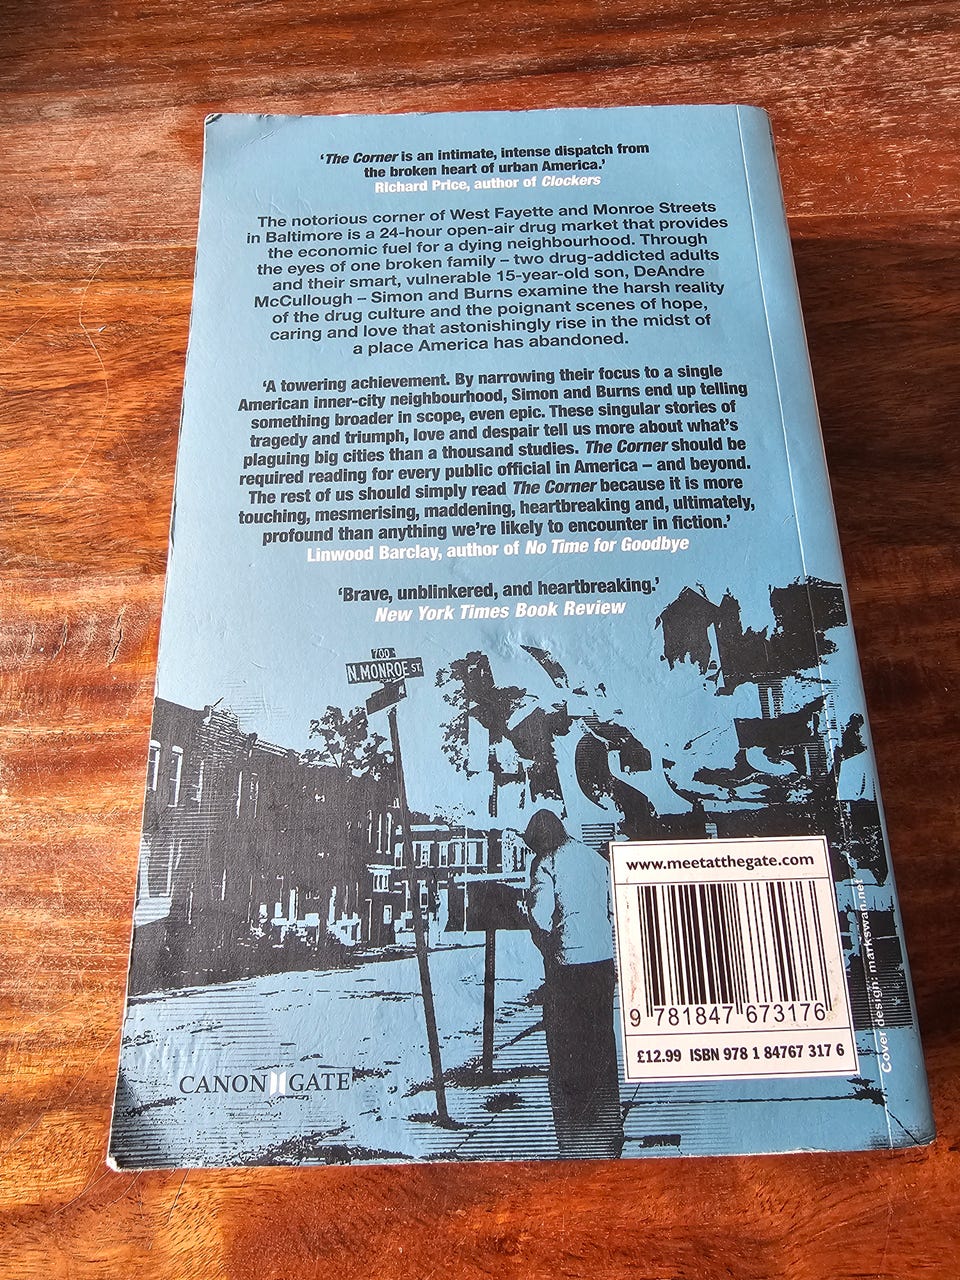 ‘The Corner is an intimate, intense dispatch from
the broken heart of urban America.’
Richard Price, author of Clockers
The notorious corner of West Fayette and Monroe Streets
in Baltimore is a 24-hour open-air drug market that provides
the economic fuel for a dying neighbourhood. Through
the eyes of one broken family – two drug-addicted adults
and their smart, vulnerable 15-year-old son, DeAndre
McCullough – Simon and Burns examine the harsh reality
of the drug culture and the poignant scenes of hope,
caring and love that astonishingly rise in the midst of
a place America has abandoned.
‘A towering achievement. By narrowing their focus to a single
American inner-city neighbourhood, Simon and Burns end up telling
something broader in scope, even epic. These singular stories of
tragedy and triumph, love and despair tell us more about what’s
plaguing big cities than a thousand studies. The Corner should be
required reading for every public official in America – and beyond.
The rest of us should simply read The Corner because it is more
touching, mesmerising, maddening, heartbreaking and, ultimately,
profound than anything we’re likely to encounter in fiction.’
Linwood Barclay, author of No Time for Goodbye
‘Brave, unblinkered, and heartbreaking.’
New York Times Book Review
700
N. MONROE ST.
www.meetatthegate.com
9 781847 673176
£12.99 ISBN 978 1 84767 317 6
Cover design: markswan.net
CANONGATE